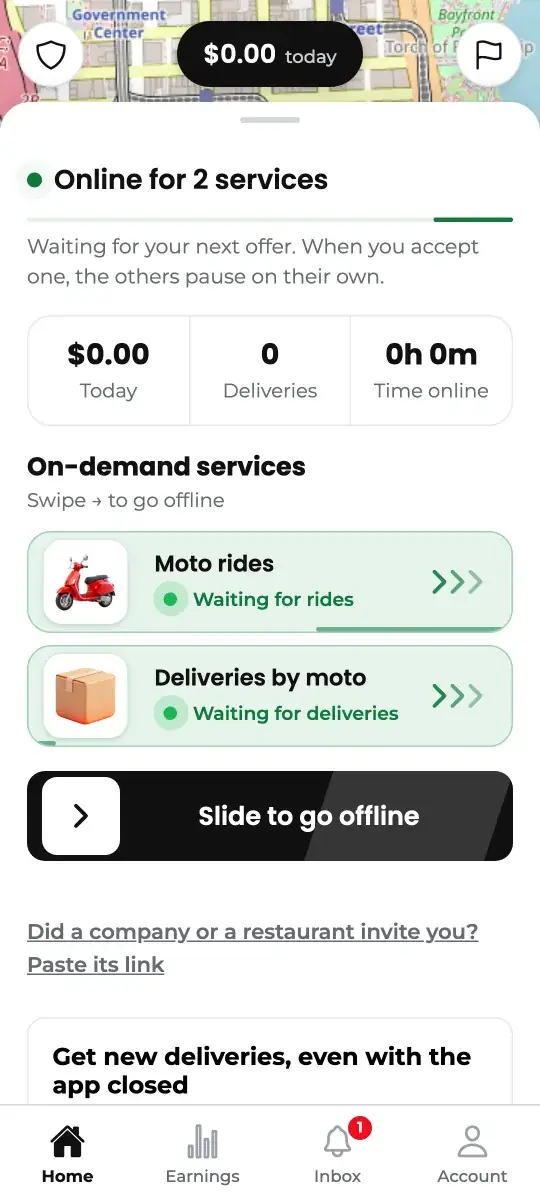 Government
Center
Bayfront
$0.00 today
reet
Torch of
Online for 2 services
Waiting for your next offer. When you accept
one, the others pause on their own.
$0.00
Today
0
Deliveries
0h 0m
Time online
On-demand services
Swipe → to go offline
Moto rides
Waiting for rides
Deliveries by moto
Waiting for deliveries
Slide to go offline
Did a company or a restaurant invite you?
Paste its link
Get new deliveries, even with the
app closed
1
Home
Earnings
Inbox
Account